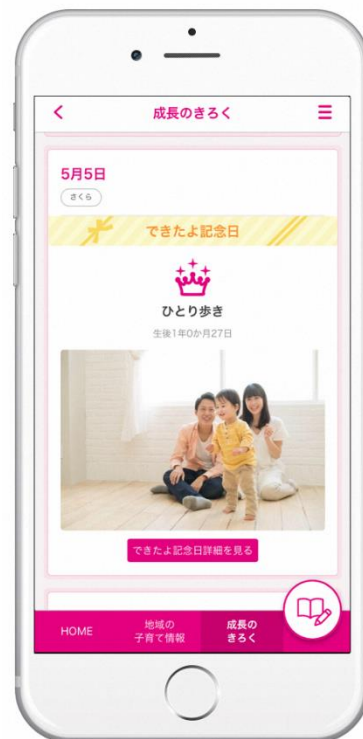 成長のきろく
5月5日
さくら
できたよ記念日
ひとり歩き
生後1年0か月27日
できたよ記念日詳細を見る
HOME
地域の
子育て情報
成長の
きろく